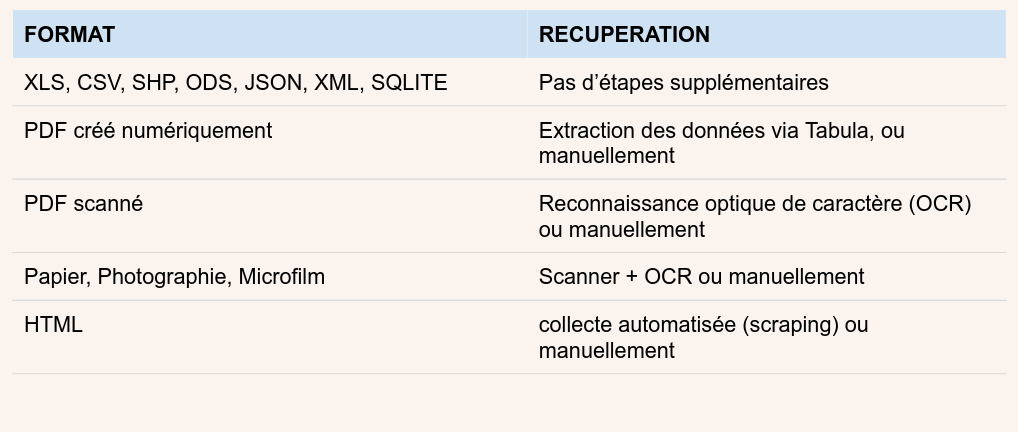 FORMAT
RECUPERATION
XLS, CSV, SHP, ODS, JSON, XML, SQLITE
Pas d’étapes supplémentaires
PDF créé numériquement
Extraction des données via Tabula, ou
manuellement
PDF scanné
Reconnaissance optique de caractère (OCR)
ou manuellement
Papier, Photographie, Microfilm
Scanner + OCR ou manuellement
HTML
collecte automatisée (scraping) ou
manuellement